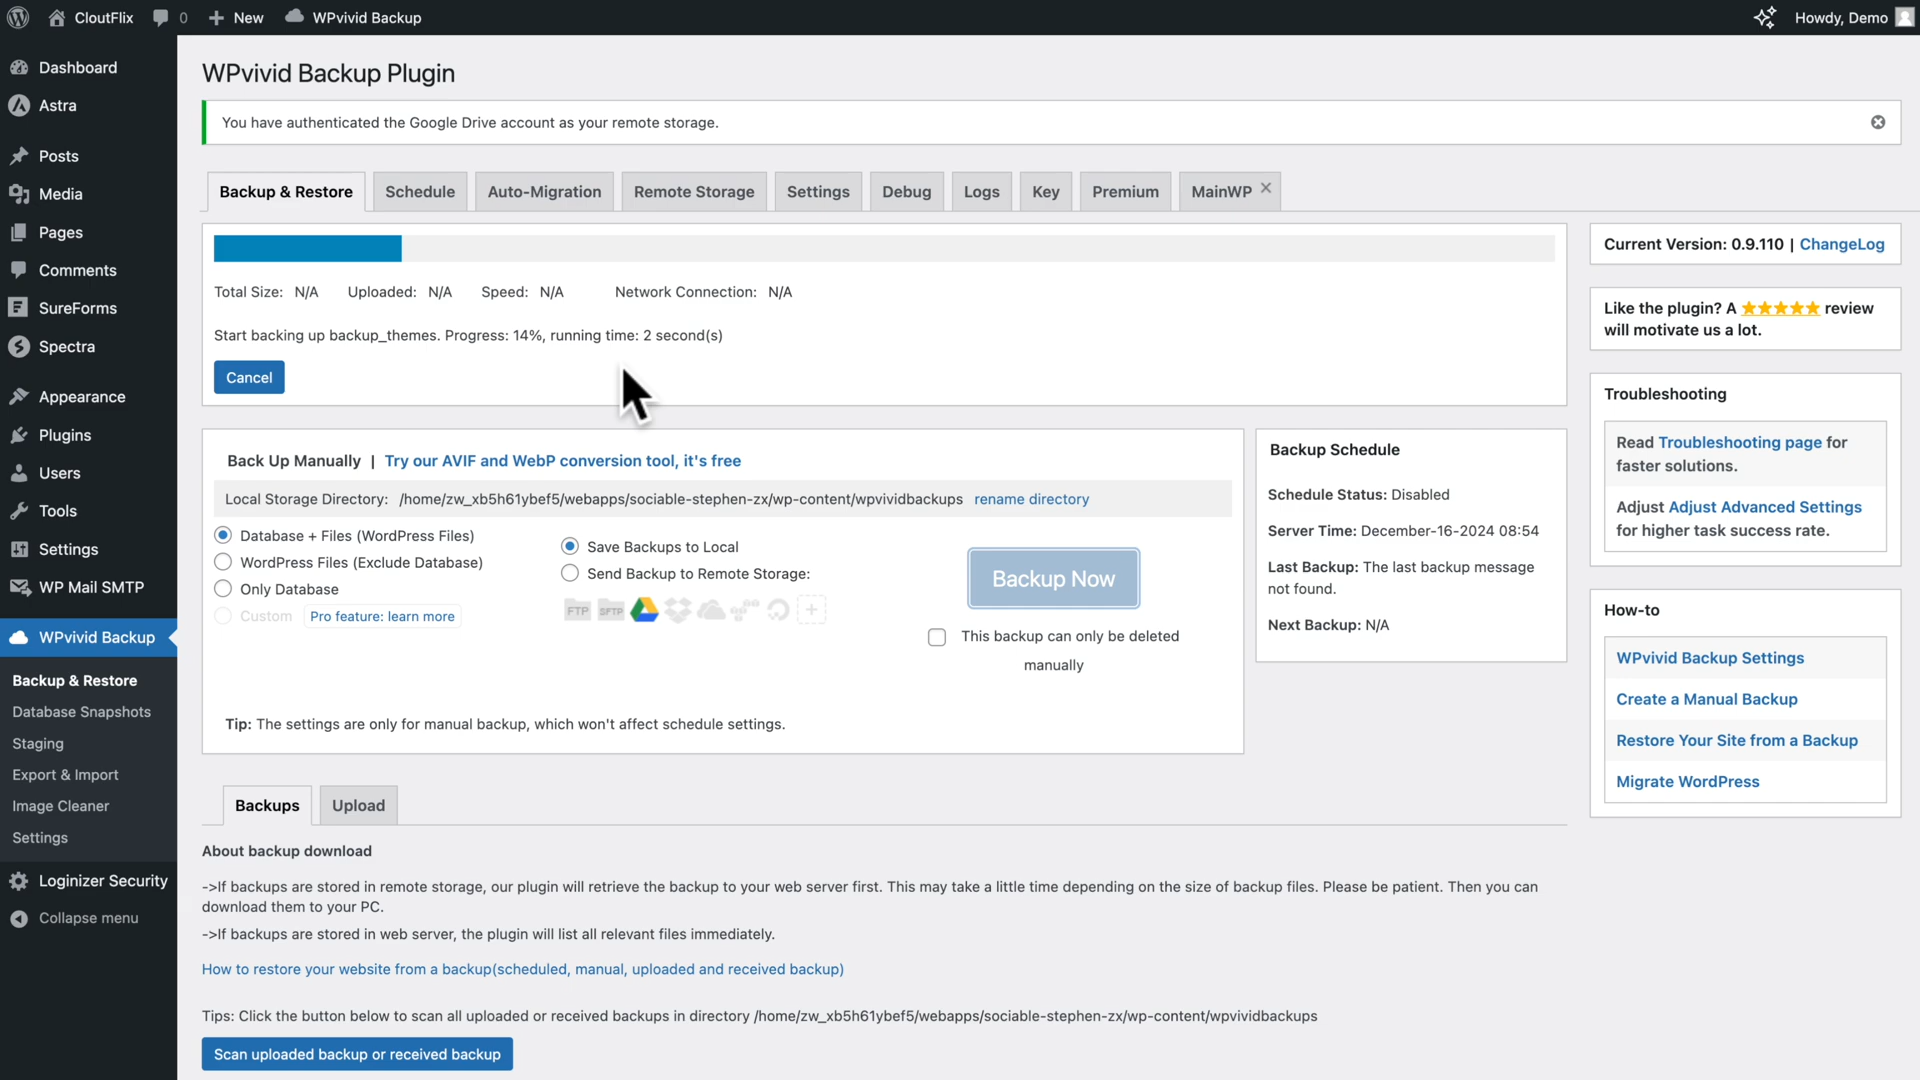 CloutFlix 0 New WPvivid Backup Howdy, Demo
Dashboard
Astra
Posts
Media
Pages
Comments
SureForms
Spectra
Appearance
Plugins
Users
Tools
Settings
WP Mail SMTP
WPvivid Backup
Backup & Restore
Database Snapshots
Staging
Export & Import
Image Cleaner
Settings
Loginizer Security
Collapse menu
WPvivid Backup Plugin
You have authenticated the Google Drive account as your remote storage.
Backup & Restore Schedule Auto-Migration Remote Storage Settings Debug Logs Key Premium MainWP
Total Size: N/A Uploaded: N/A Speed: N/A Network Connection: N/A
Start backing up backup_themes. Progress: 14%, running time: 2 second(s)
Cancel
Back Up Manually | Try our AVIF and WebP conversion tool, it's free
Local Storage Directory: /home/zw_xb5h61ybef5/webapps/sociable-stephen-zx/wp-content/wpvividbackups rename directory
Database + Files (WordPress Files)
WordPress Files (Exclude Database)
Only Database
Custom Pro feature: learn more
Save Backups to Local
Send Backup to Remote Storage:
FTP SFTP
Backup Now
This backup can only be deleted
manually
Tip: The settings are only for manual backup, which won't affect schedule settings.
Backup Schedule
Schedule Status: Disabled
Server Time: December-16-2024 08:54
Last Backup: The last backup message
not found.
Next Backup: N/A
Backups Upload
About backup download
->If backups are stored in remote storage, our plugin will retrieve the backup to your web server first. This may take a little time depending on the size of backup files. Please be patient. Then you can
download them to your PC.
->If backups are stored in web server, the plugin will list all relevant files immediately.
How to restore your website from a backup(scheduled, manual, uploaded and received backup)
Tips: Click the button below to scan all uploaded or received backups in directory /home/zw_xb5h61ybef5/webapps/sociable-stephen-zx/wp-content/wpvividbackups
Scan uploaded backup or received backup
Current Version: 0.9.110 | ChangeLog
Like the plugin? A ★★★★★ review
will motivate us a lot.
Troubleshooting
Read Troubleshooting page for
faster solutions.
Adjust Adjust Advanced Settings
for higher task success rate.
How-to
WPvivid Backup Settings
Create a Manual Backup
Restore Your Site from a Backup
Migrate WordPress